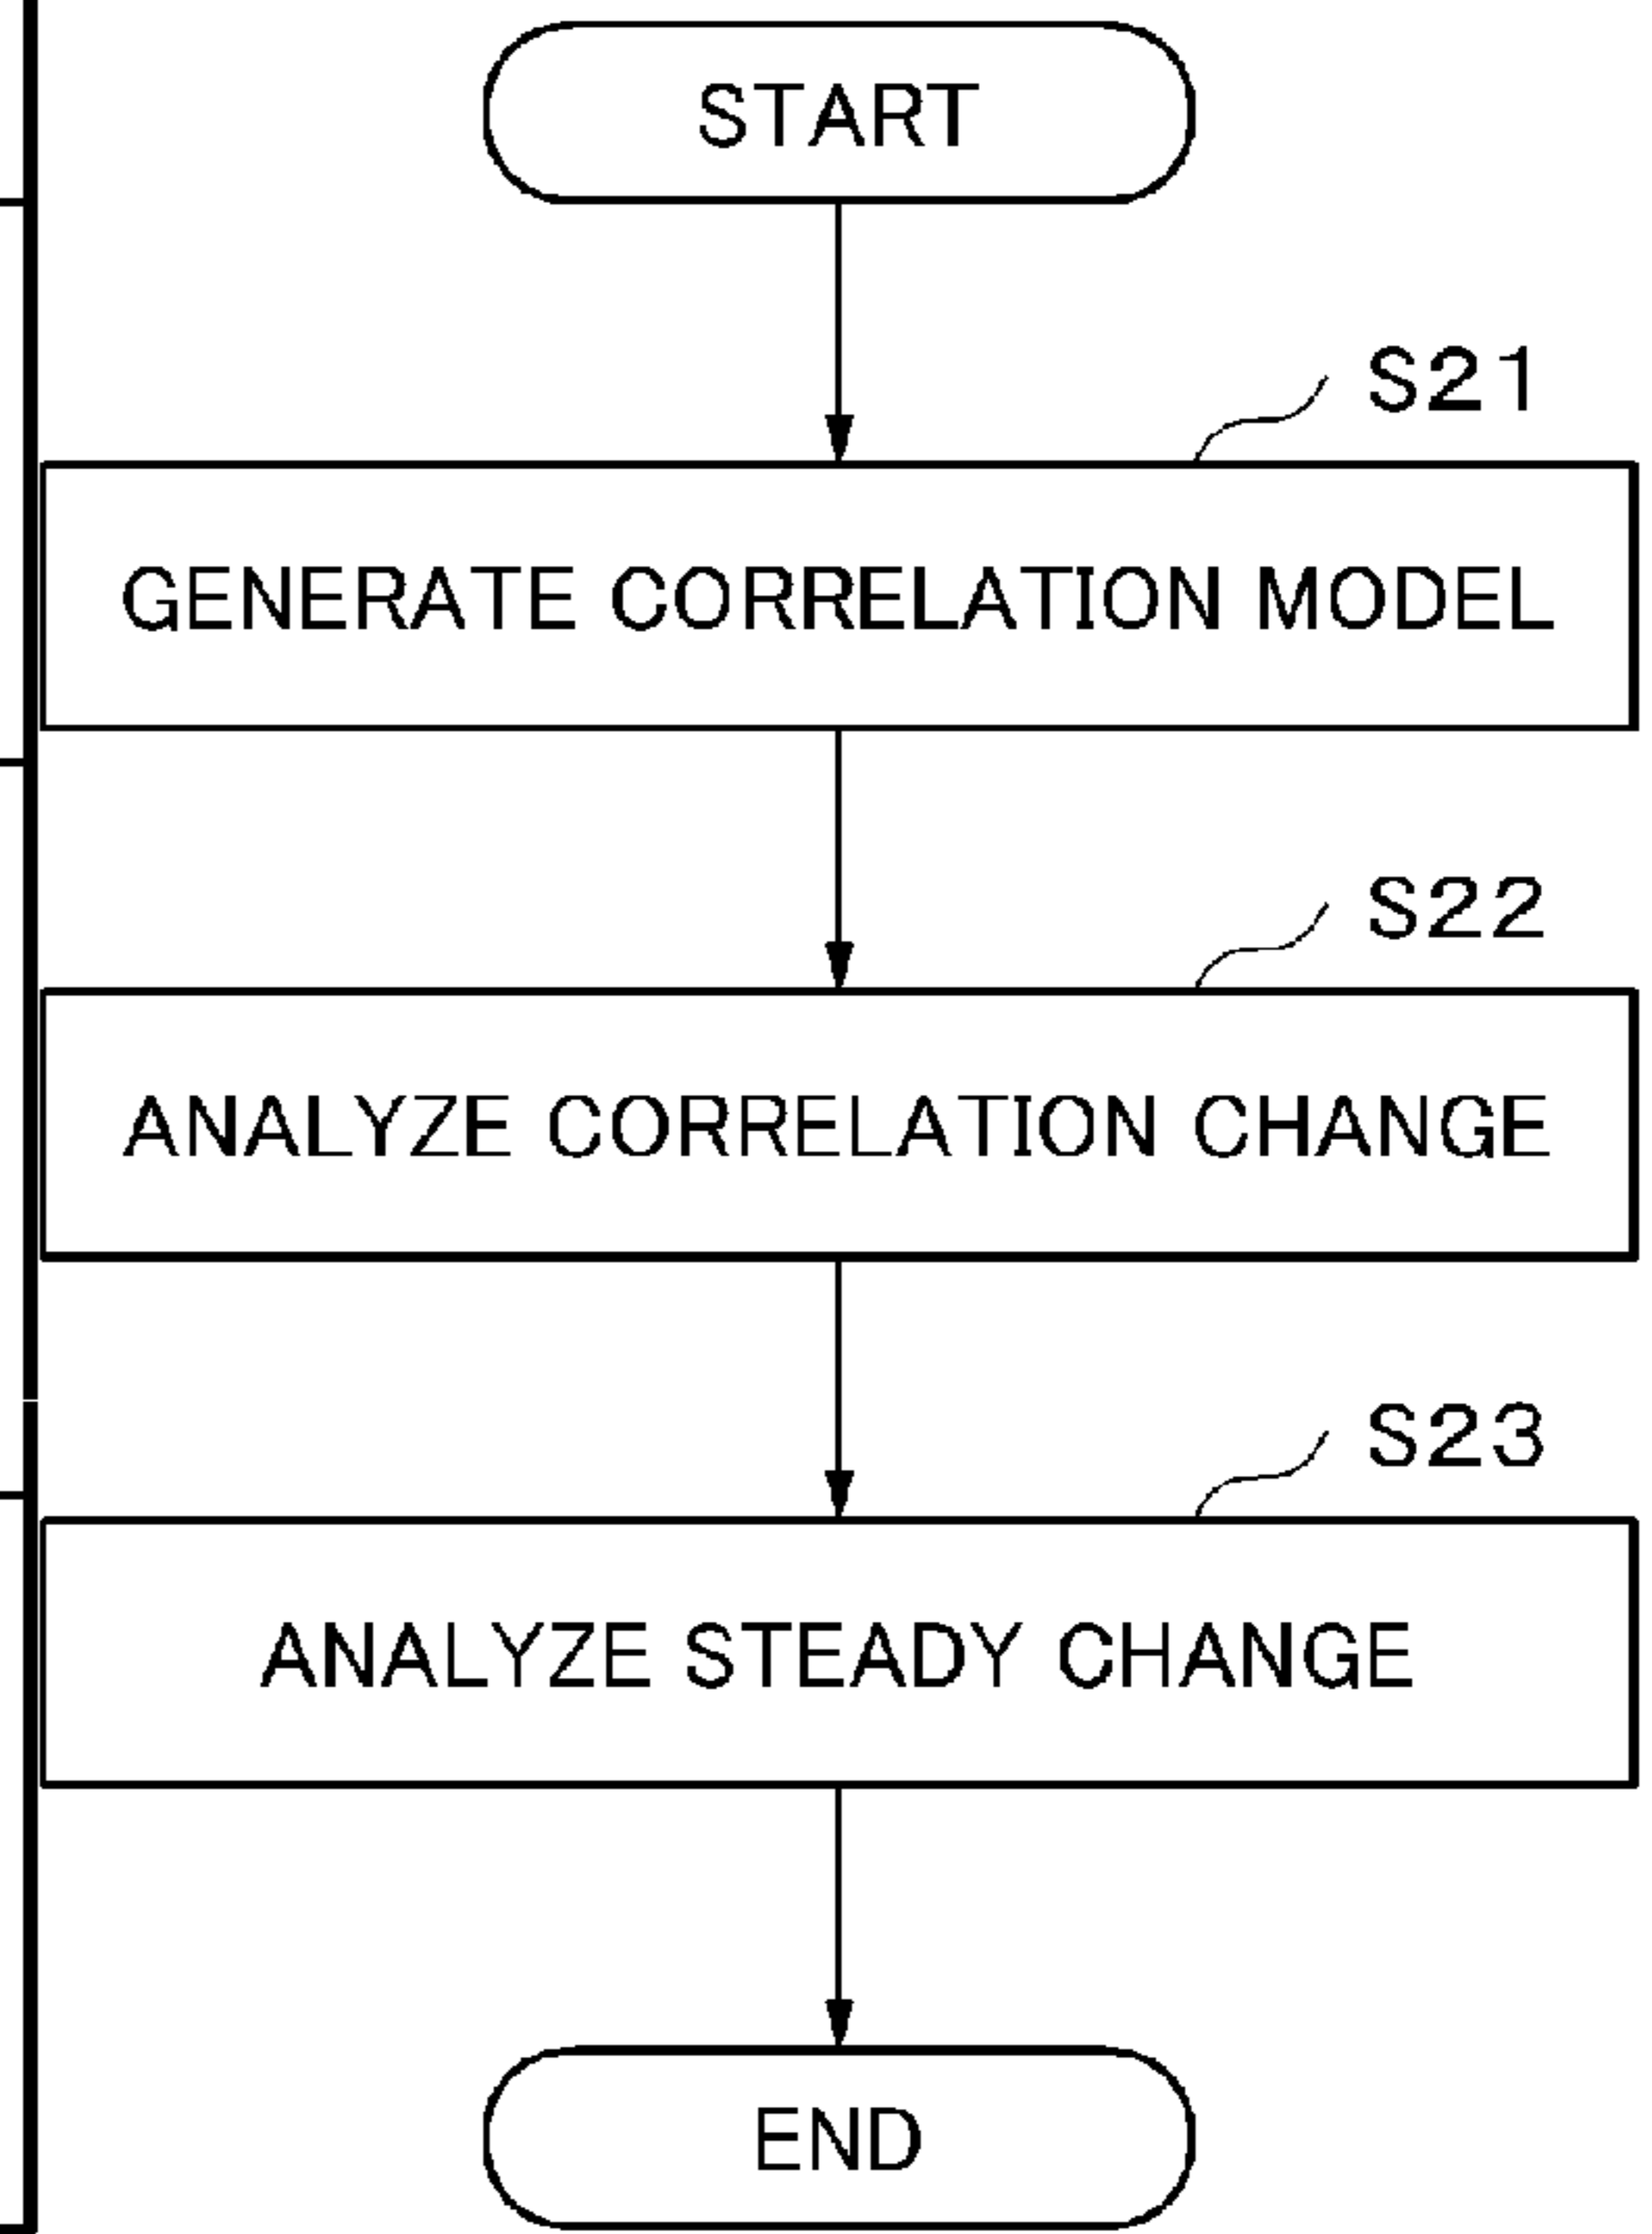 START
S21
GENERATE CORRELATION MODEL
S22
ANALYZE CORRELATION CHANGE
S23
ANALYZE STEADY CHANGE
END